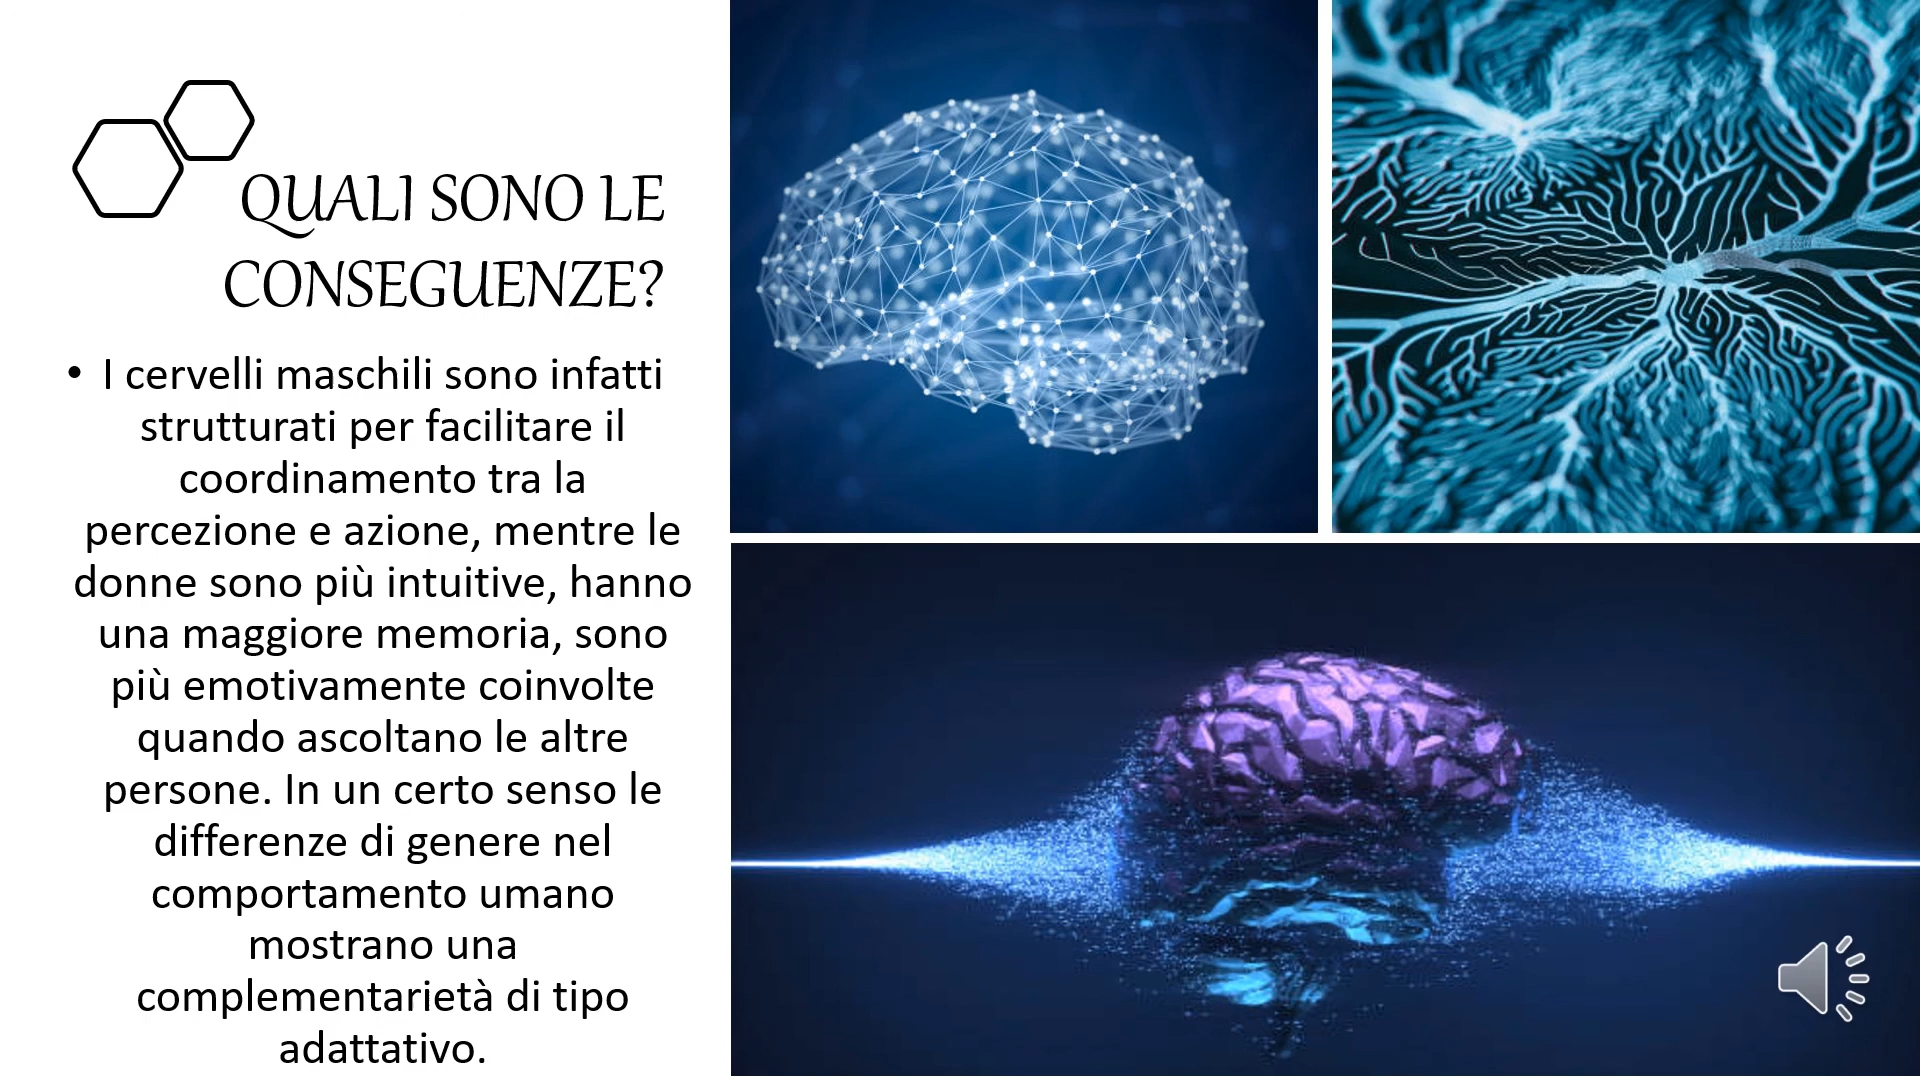 QUALI SONO LE
CONSEGUENZE?
• I cervelli maschili sono infatti
strutturati per facilitare il
coordinamento tra la
percezione e azione, mentre le
donne sono più intuitive, hanno
una maggiore memoria, sono
più emotivamente coinvolte
quando ascoltano le altre
persone. In un certo senso le
differenze di genere nel
comportamento umano
mostrano una
complementarietà di tipo
adattativo.